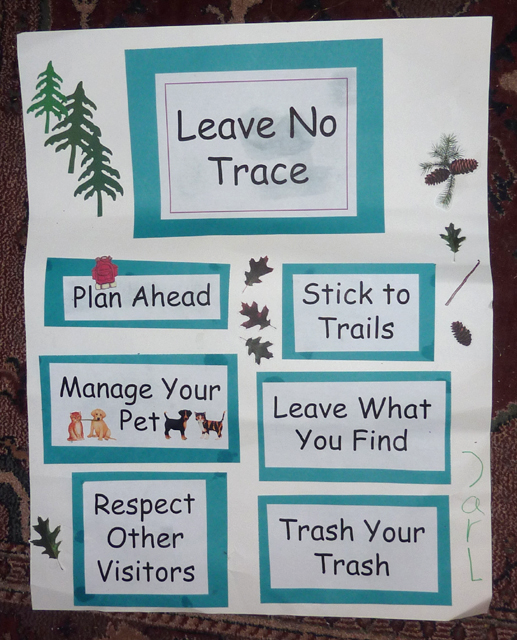 Leave No
Trace
Plan Ahead
Stick to
Trails
Manage Your
Pet
Leave What
You Find
Respect
Other
Visitors
Trash Your
Trash